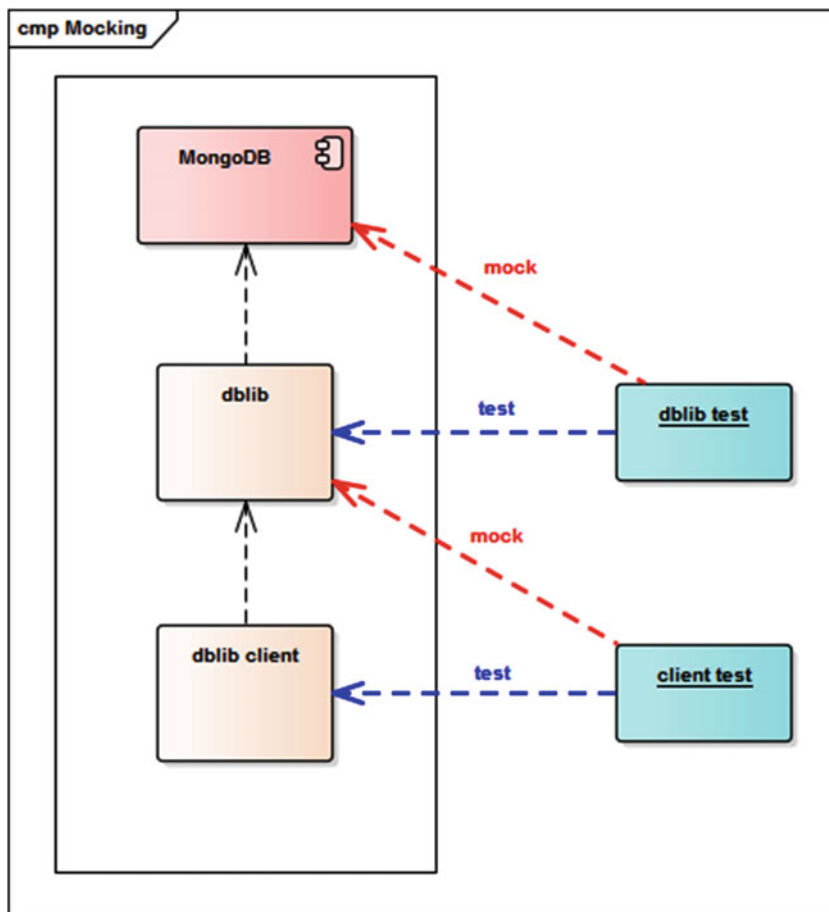 cmp Mocking
MongoDB
mock
dblib
test
dblib test
mock
dblib client
test
client test